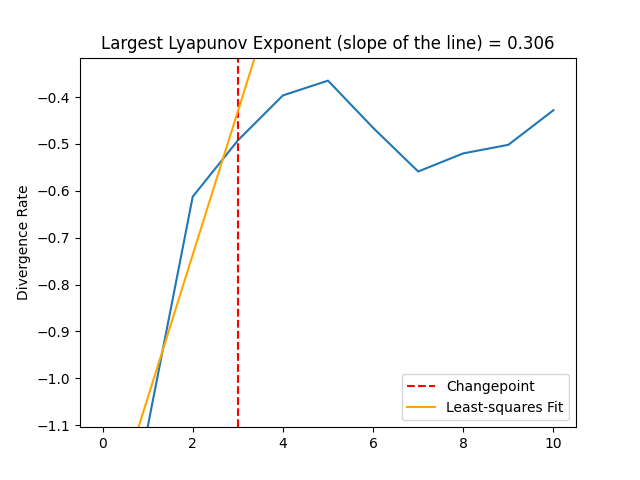 Largest Lyapunov Exponent (slope of the line) = 0.306
Divergence Rate
−0.4
−0.5
−0.6
−0.7
−0.8
−0.9
−1.0
−1.1
0 2 4 6 8 10
Changepoint
Least-squares Fit